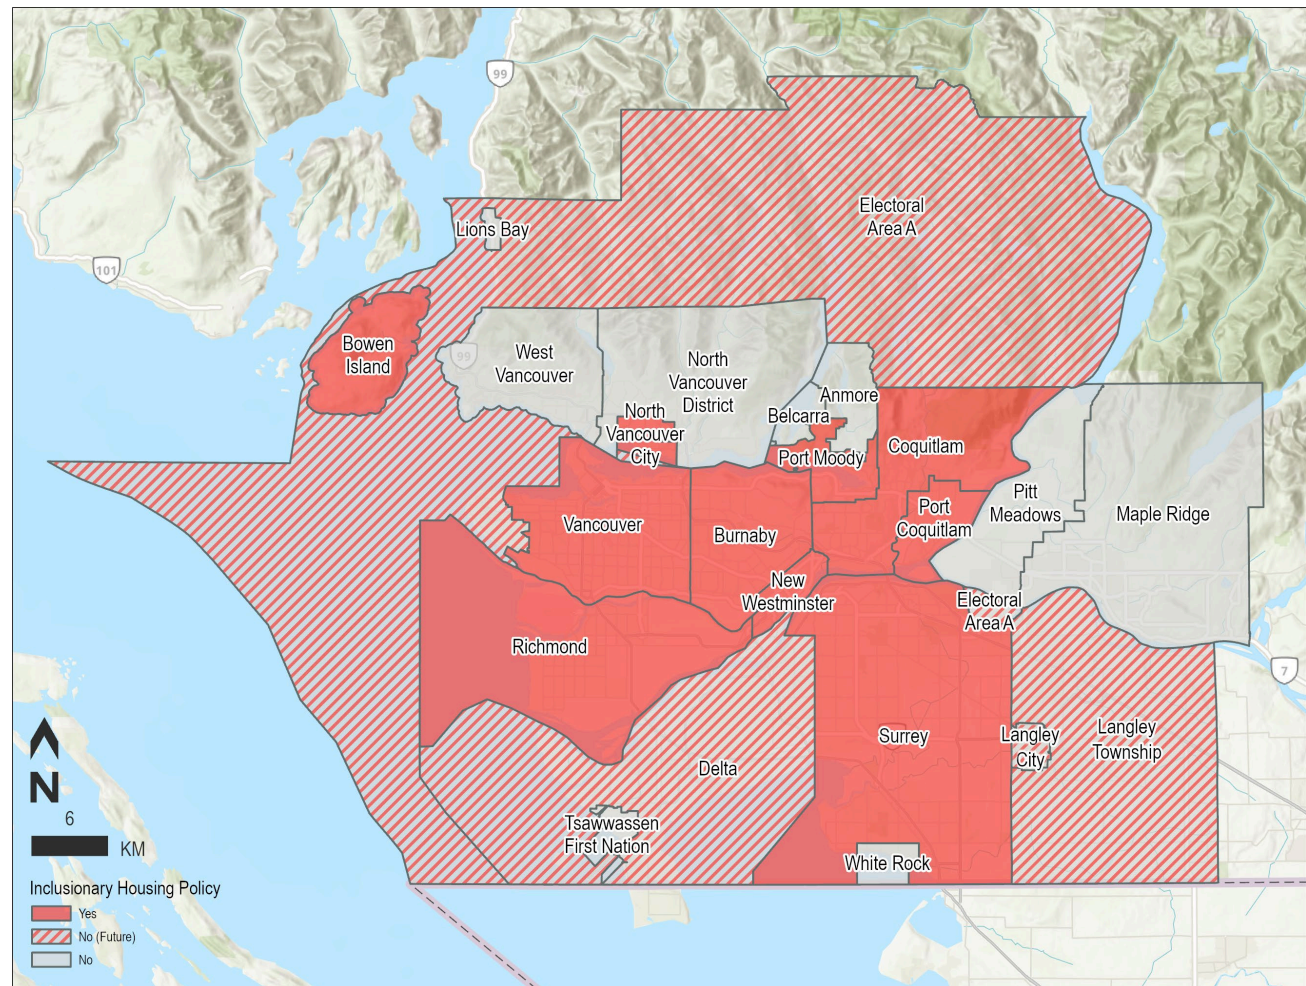 99
Electoral
Area A
Lions Bay
101
Bowen
Island
99
West
Vancouver
North
Vancouver
District
Anmore
Belcarra
North
Vancouver
City
Port Moody
Coquitlam
Pitt
Meadows
Maple Ridge
Port
Coquitlam
Vancouver
Burnaby
New
Westminster
Electoral
Area A
Richmond
7
Surrey
Langley
City
Langley
Township
Delta
Tsawwassen
First Nation
White Rock
N
6
KM
Inclusionary Housing Policy
Yes
No (Future)
No